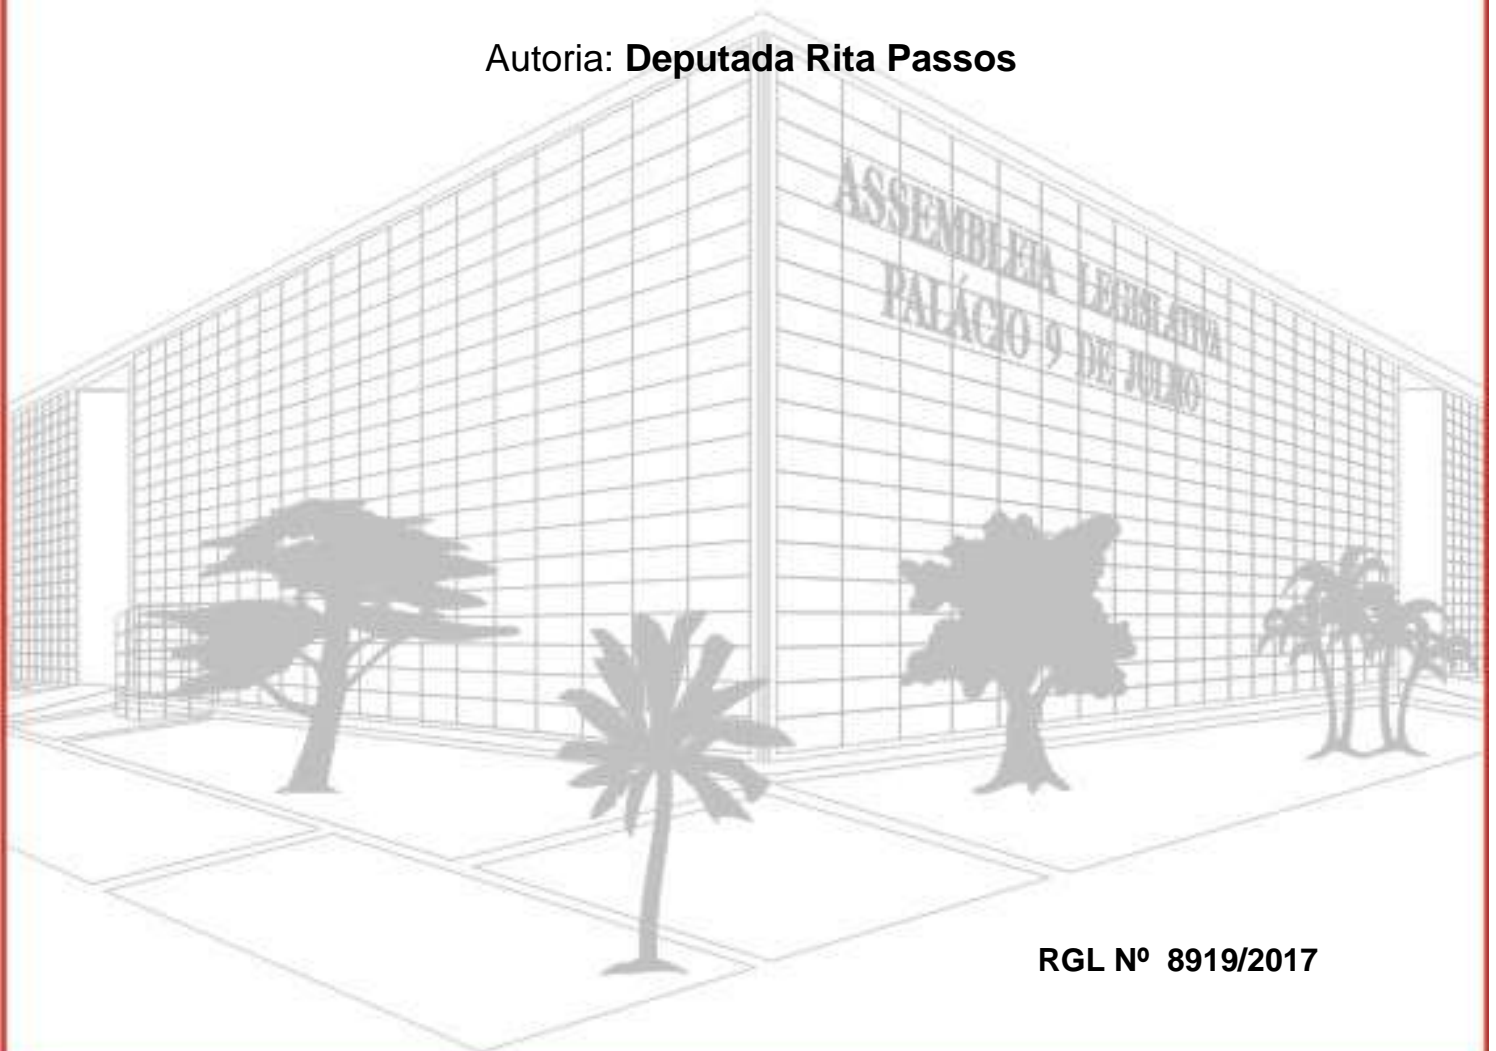 Autoria: Deputada Rita Passos
ASSEMBLEIA LEGISLATIVA
PALÁCIO 9 DE JULHO
RGL Nº 8919/2017